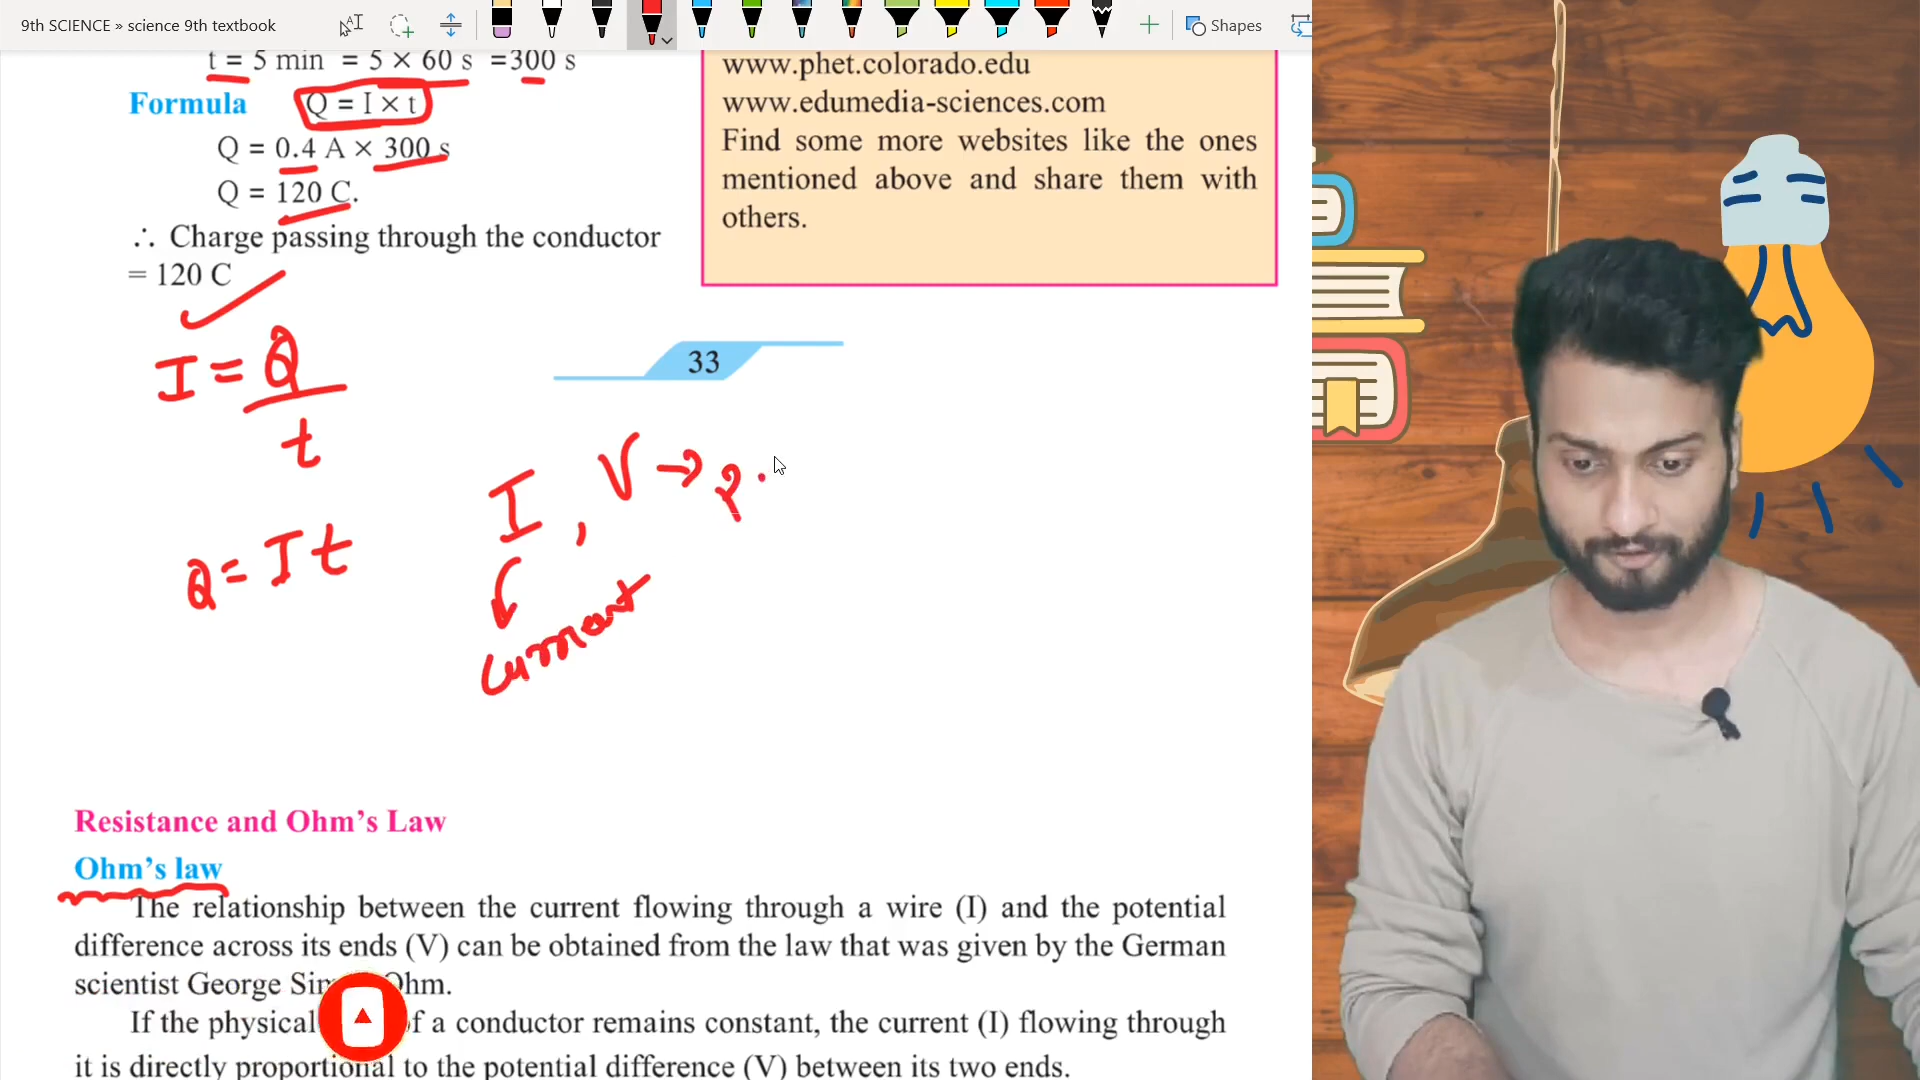 9th SCIENCE » science 9th textbook
Shapes
t = 5 min = 5 × 60 s =300 s
Formula Q = I × t
Q = 0.4 A × 300 s
Q = 120 C.
∴ Charge passing through the conductor
= 120 C
www.phet.colorado.edu
www.edumedia-sciences.com
Find some more websites like the ones
mentioned above and share them with
others.
33
I = Q
t
Q = I t
I , V → P.
current
Resistance and Ohm's Law
Ohm's law
The relationship between the current flowing through a wire (I) and the potential
difference across its ends (V) can be obtained from the law that was given by the German
scientist George Ohm.
If the physical of a conductor remains constant, the current (I) flowing through
it is directly proportional to the potential difference (V) between its two ends.